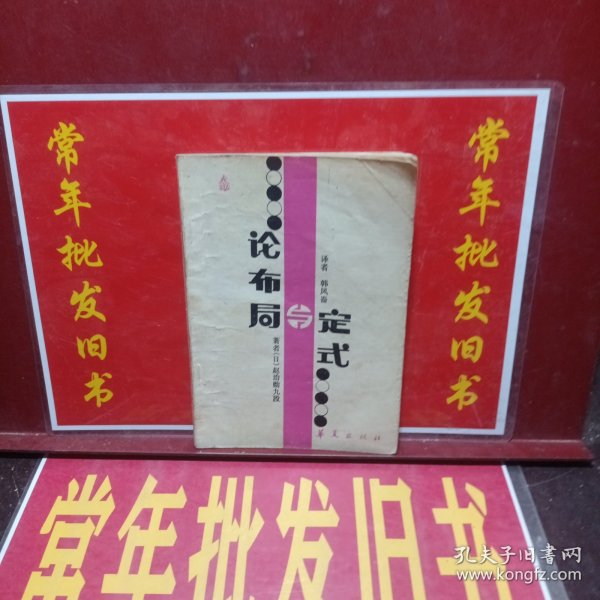 常年批发旧书
常年批发旧书
论布局
与
定式
译者 韩凤崙
著者(日)赵治勲九段
华夏出版社
常年批发旧书
孔夫子旧书网
www.kongfz.com